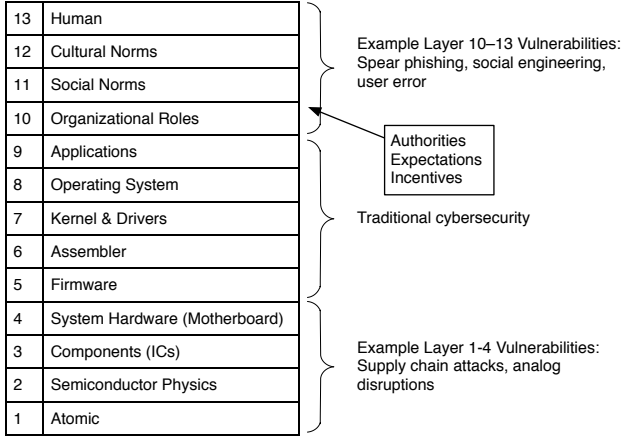 13 Human
12 Cultural Norms
11 Social Norms
10 Organizational Roles
9 Applications
8 Operating System
7 Kernel & Drivers
6 Assembler
5 Firmware
4 System Hardware (Motherboard)
3 Components (ICs)
2 Semiconductor Physics
1 Atomic
Example Layer 10–13 Vulnerabilities:
Spear phishing, social engineering,
user error
Authorities
Expectations
Incentives
Traditional cybersecurity
Example Layer 1-4 Vulnerabilities:
Supply chain attacks, analog
disruptions